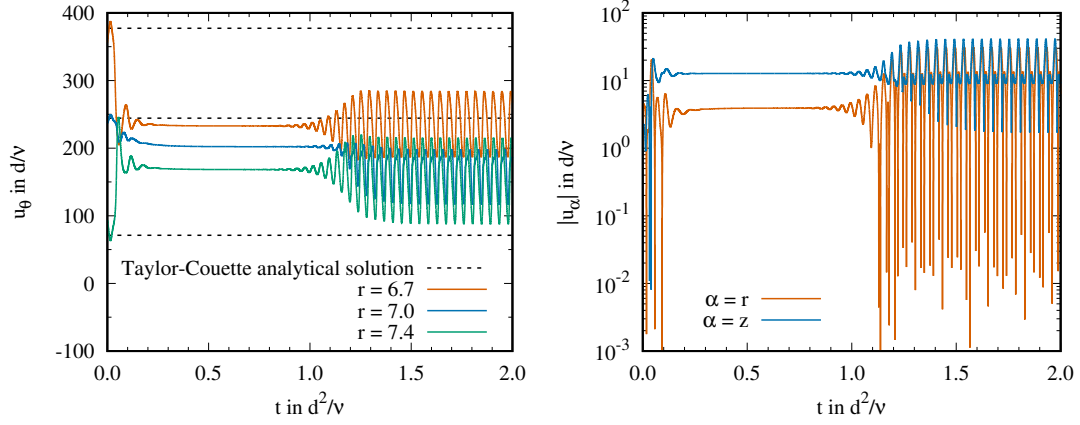 400
300
200
100
0
-100
0.0 0.5 1.0 1.5 2.0
u_θ in d/ν
t in d²/ν
Taylor-Couette analytical solution
r = 6.7
r = 7.0
r = 7.4
10²
10¹
10⁰
10⁻¹
10⁻²
10⁻³
0.0 0.5 1.0 1.5 2.0
|u_α| in d/ν
t in d²/ν
α = r
α = z